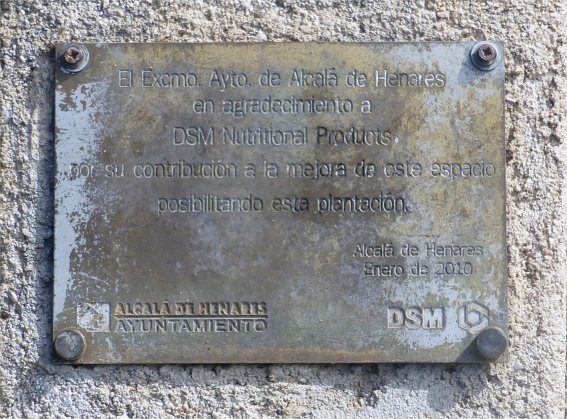 El Excmo. Ayto. de Alcalá de Henares
en agradecimiento a
DSM Nutritional Products
por su contribución a la mejora de este espacio
posibilitando esta plantación.
Alcalá de Henares
Enero de 2010
ALCALÁ DE HENARES
AYUNTAMIENTO
DSM